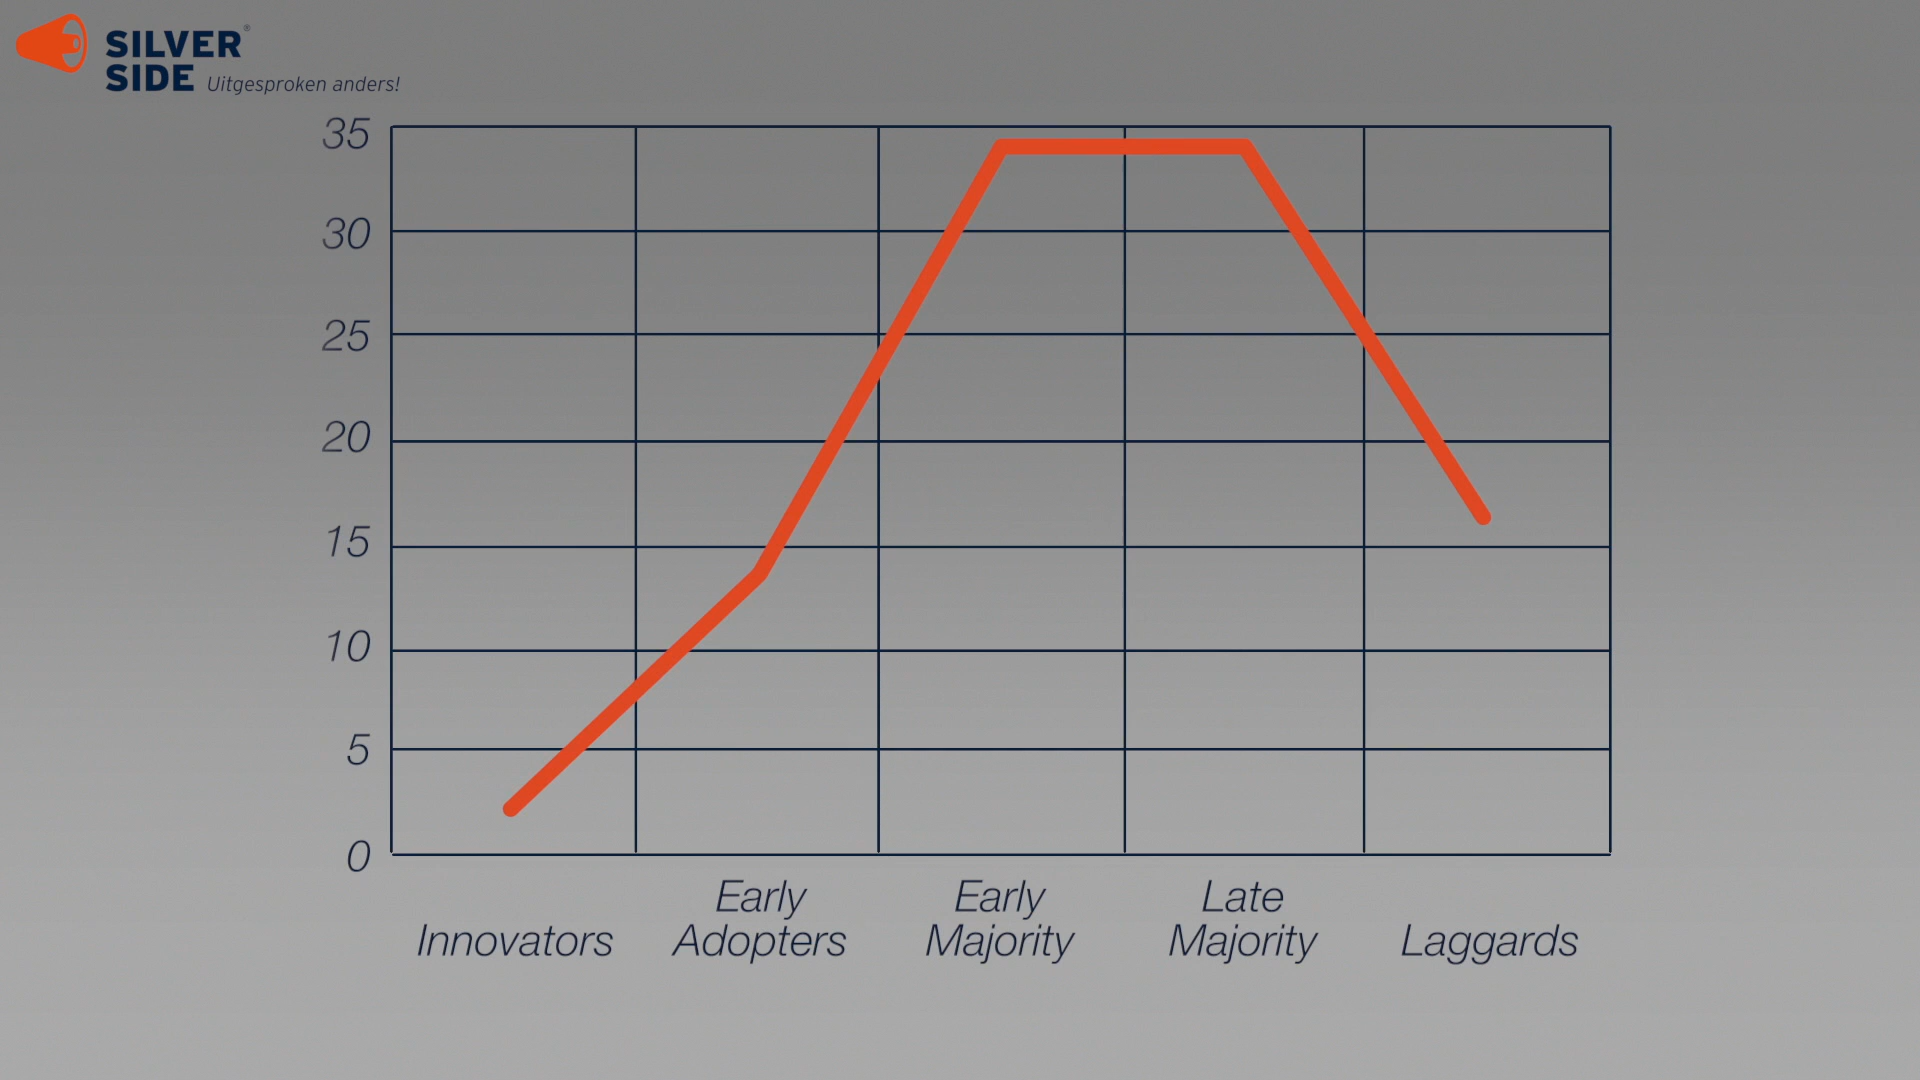 SILVER®
SIDE Uitgesproken anders!
35
30
25
20
15
10
5
0
Innovators
Early
Adopters
Early
Majority
Late
Majority
Laggards